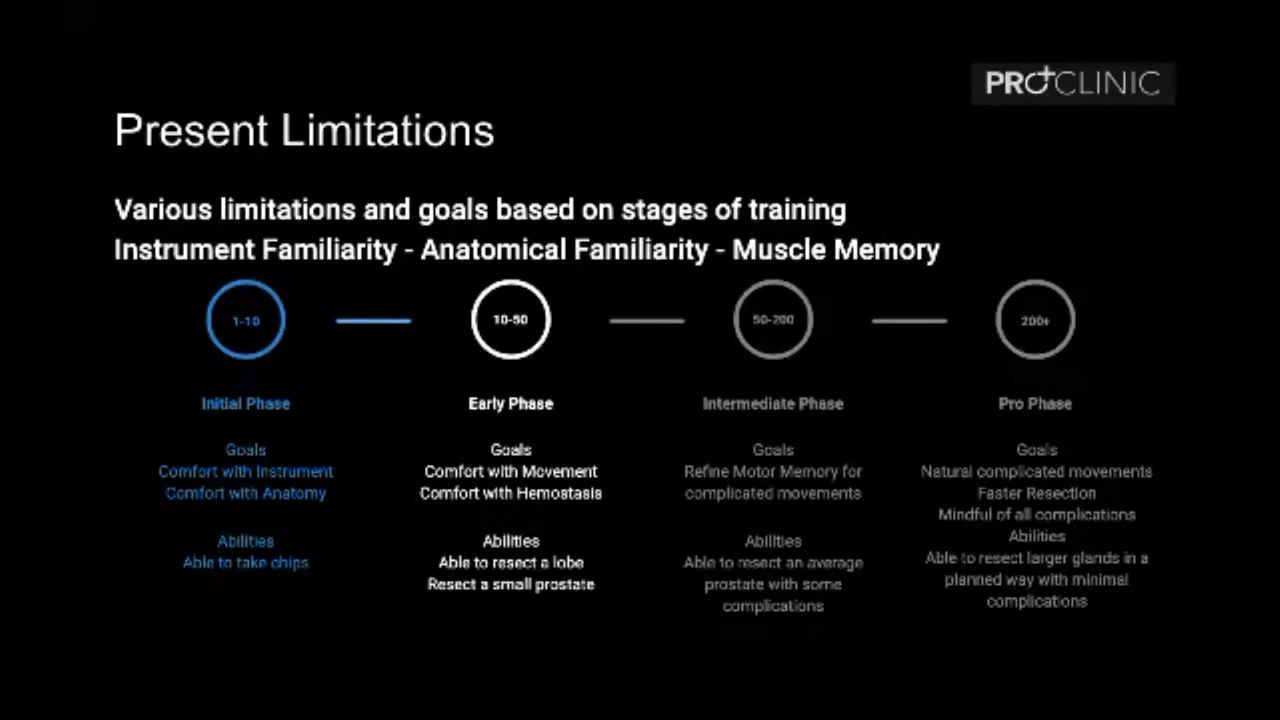 PROCLINIC
Present Limitations
Various limitations and goals based on stages of training
Instrument Familiarity - Anatomical Familiarity - Muscle Memory
1-10
10-50
50-200
200+
Initial Phase
Goals
Comfort with Instrument
Comfort with Anatomy
Abilities
Able to take chips
Early Phase
Goals
Comfort with Movement
Comfort with Hemostasis
Abilities
Able to resect a lobe
Resect a small prostate
Intermediate Phase
Goals
Refine Motor Memory for
complicated movements
Abilities
Able to resect an average
prostate with some
complications
Pro Phase
Goals
Natural complicated movements
Faster Resection
Mindful of all complications
Abilities
Able to resect larger glands in a
planned way with minimal
complications